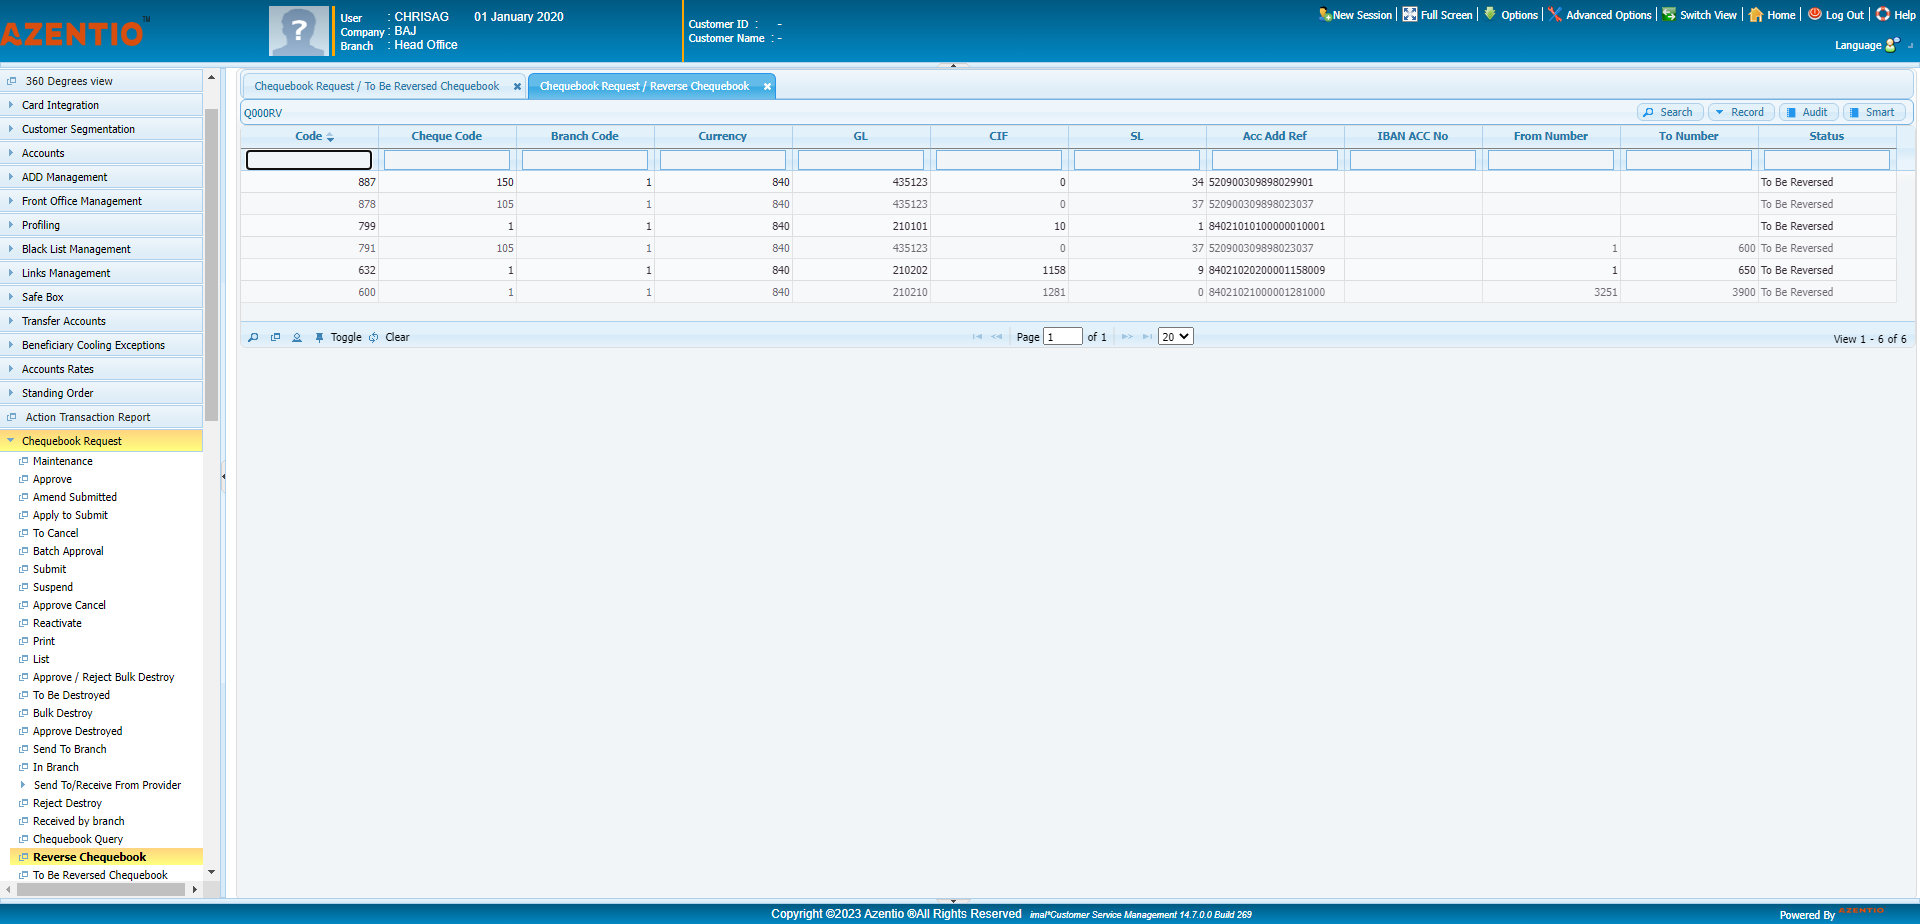 AZENTIO™
User : CHRISAG 01 January 2020
Company : BAJ
Branch : Head Office
Customer ID : -
Customer Name : -
New Session Full Screen Options Advanced Options Switch View Home Log Out Help
Language
360 Degrees view
Card Integration
Customer Segmentation
Accounts
ADD Management
Front Office Management
Profiling
Black List Management
Links Management
Safe Box
Transfer Accounts
Beneficiary Cooling Exceptions
Accounts Rates
Standing Order
Action Transaction Report
Chequebook Request
Maintenance
Approve
Amend Submitted
Apply to Submit
To Cancel
Batch Approval
Submit
Suspend
Approve Cancel
Reactivate
Print
List
Approve / Reject Bulk Destroy
To Be Destroyed
Bulk Destroy
Approve Destroyed
Send To Branch
In Branch
Send To/Receive From Provider
Reject Destroy
Received by branch
Chequebook Query
Reverse Chequebook
To Be Reversed Chequebook
Chequebook Request / To Be Reversed Chequebook Chequebook Request / Reverse Chequebook
Q000RV Search Record Audit Smart
Code Cheque Code Branch Code Currency GL CIF SL Acc Add Ref IBAN ACC No From Number To Number Status
887 150 1 840 435123 0 34 520900309898029901 To Be Reversed
878 105 1 840 435123 0 37 520900309898023037 To Be Reversed
799 1 1 840 210101 10 1 84021010100000010001 To Be Reversed
791 105 1 840 435123 0 37 520900309898023037 1 600 To Be Reversed
632 1 1 840 210202 1158 9 84021020200001158009 1 650 To Be Reversed
600 1 1 840 210210 1281 0 84021021000001281000 3251 3900 To Be Reversed
Toggle Clear Page 1 of 1 20 View 1 - 6 of 6
Copyright ©2023 Azentio ®All Rights Reserved imal*Customer Service Management 14.7.0.0 Build 269
Powered By AZENTIO